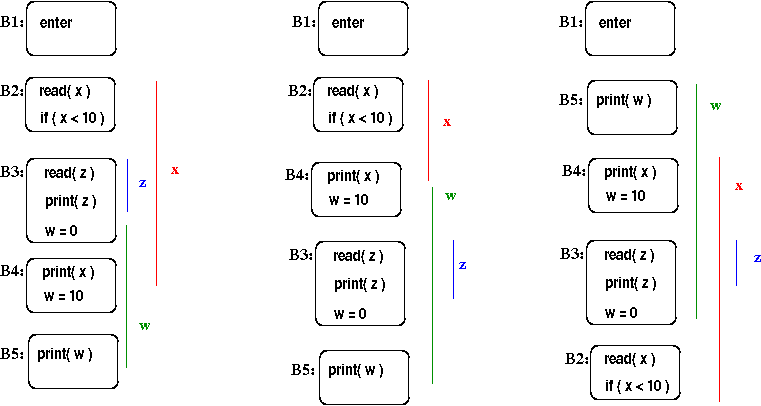 B1: enter
B2: read( x )
if ( x < 10 )
B3: read( z )
print( z )
w = 0
B4: print( x )
w = 10
B5: print( w )
z
x
w
B1: enter
B2: read( x )
if ( x < 10 )
B4: print( x )
w = 10
B3: read( z )
print( z )
w = 0
B5: print( w )
x
w
z
B1: enter
B5: print( w )
B4: print( x )
w = 10
B3: read( z )
print( z )
w = 0
B2: read( x )
if ( x < 10 )
w
x
z